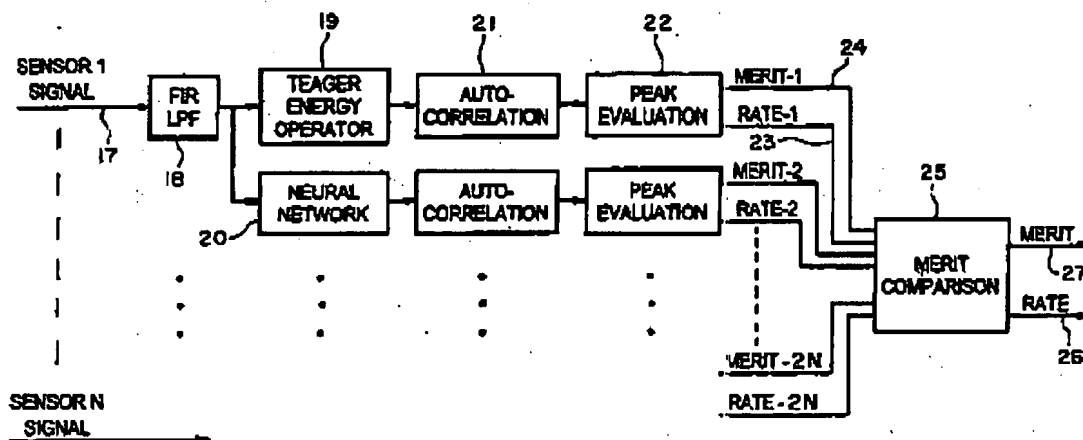 19
21
22
24
SENSOR 1
SIGNAL
17
FIR
LPF
18
TEAGER
ENERGY
OPERATOR
AUTO-
CORRELATION
PEAK
EVALUATION
MERIT-1
RATE-1
23
NEURAL
NETWORK
20
AUTO-
CORRELATION
PEAK
EVALUATION
MERIT-2
RATE-2
25
MERIT
COMPARISON
MERIT
27
RATE
26
MERIT-2N
RATE-2N
SENSOR N
SIGNAL